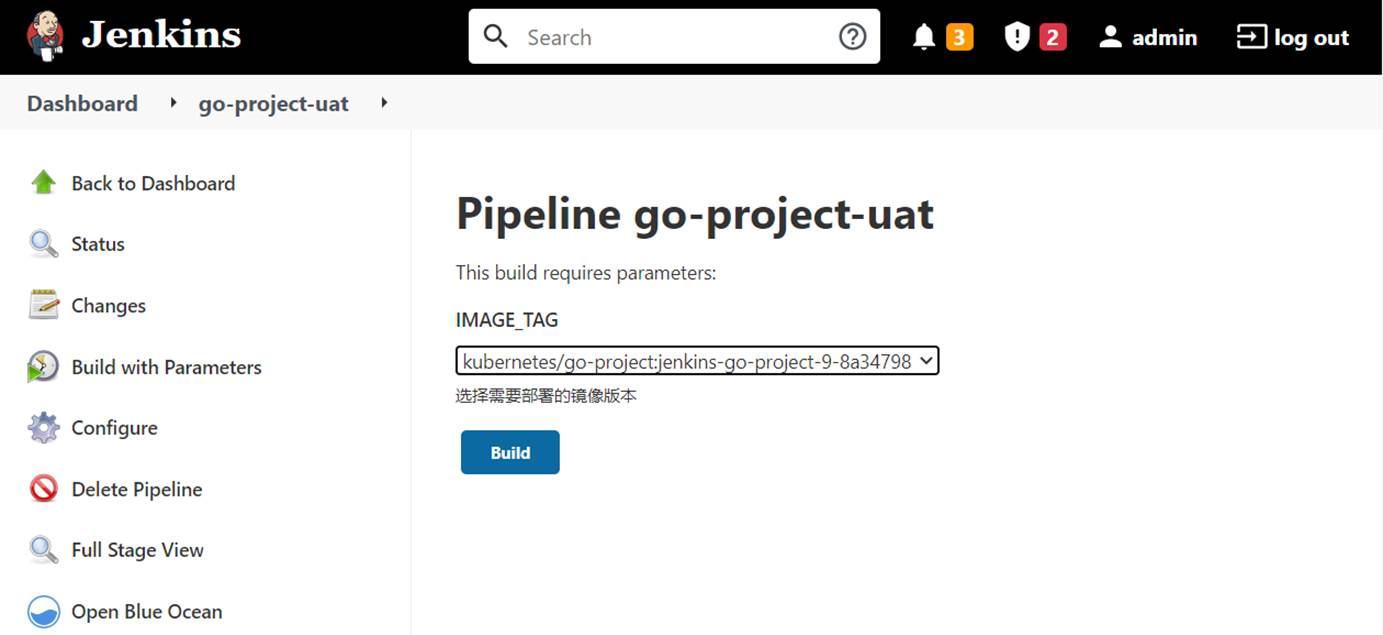 Jenkins
Search
3
2
admin
log out
Dashboard
go-project-uat
Back to Dashboard
Status
Changes
Build with Parameters
Configure
Delete Pipeline
Full Stage View
Open Blue Ocean
Pipeline go-project-uat
This build requires parameters:
IMAGE_TAG
kubernetes/go-project:jenkins-go-project-9-8a34798
选择需要部署的镜像版本
Build